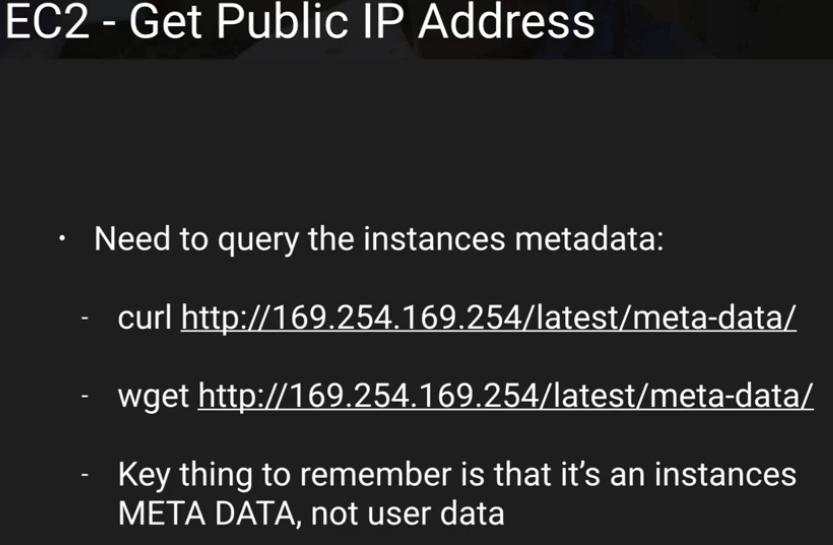 EC2 - Get Public IP Address
· Need to query the instances metadata:
- curl http://169.254.169.254/latest/meta-data/
- wget http://169.254.169.254/latest/meta-data/
- Key thing to remember is that it’s an instances
META DATA, not user data